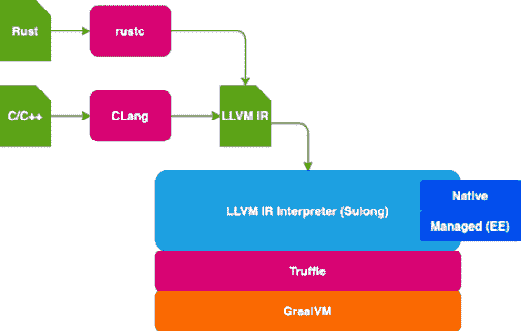 Rust
rustc
C/C++
CLang
LLVM IR
LLVM IR Interpreter (Sulong)
Native
Managed (EE)
Truffle
GraalVM